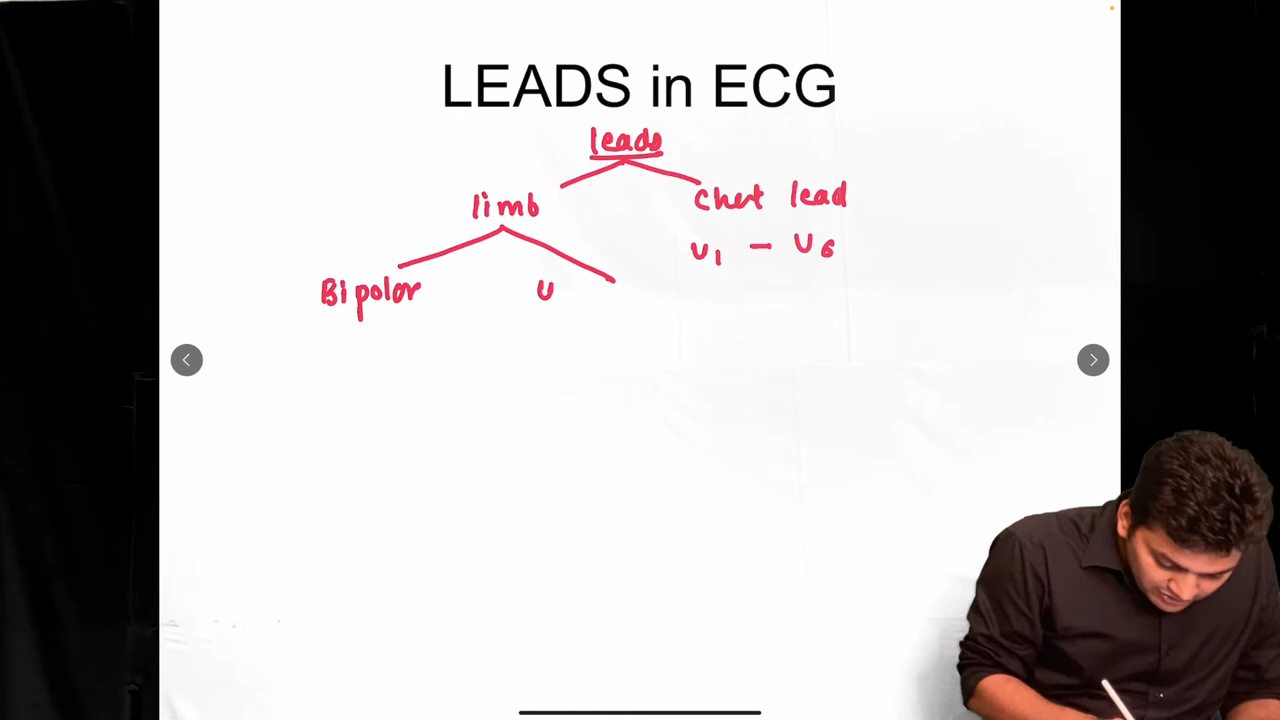 LEADS in ECG
leads
limb Chest lead
V1 – V6
Bipolar U